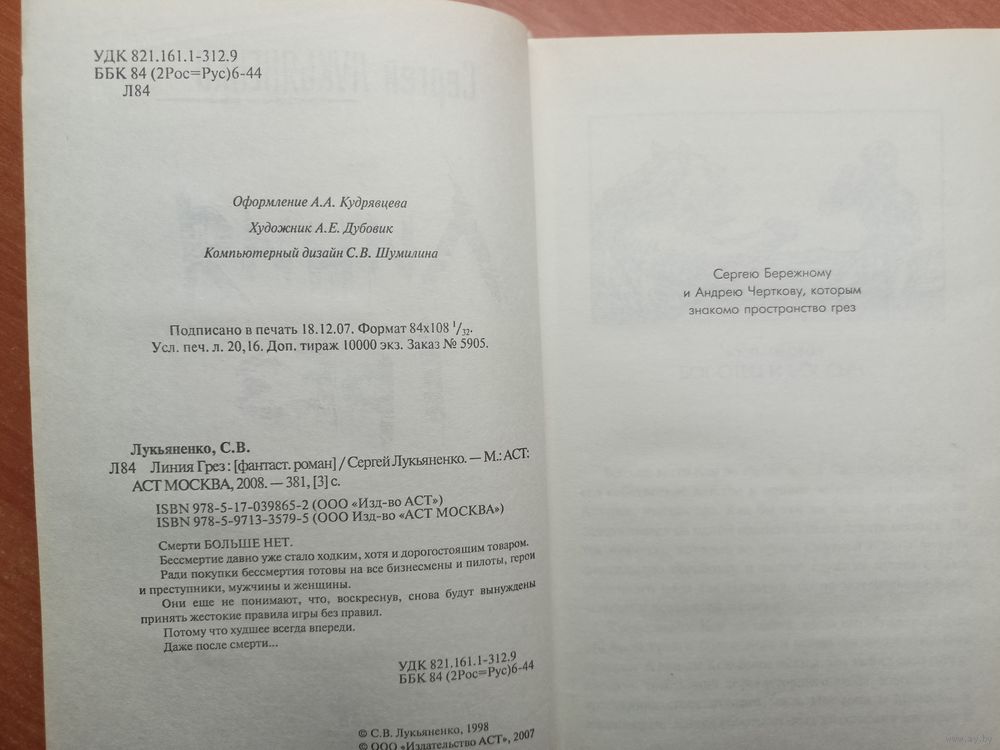 УДК 821.161.1-312.9
ББК 84 (2Рос=Рус)6-44
Л84
Оформление А.А. Кудрявцева
Художник А.Е. Дубовик
Компьютерный дизайн С.В. Шумилина
Подписано в печать 18.12.07. Формат 84х108 1/32.
Усл. печ. л. 20,16. Доп. тираж 10000 экз. Заказ № 5905.
Лукьяненко, С.В.
Л84 Линия Грез: [фантаст. роман] / Сергей Лукьяненко. — М.: АСТ:
АСТ МОСКВА, 2008. — 381, [3] с.
ISBN 978-5-17-039865-2 (ООО «Изд-во АСТ»)
ISBN 978-5-9713-3579-5 (ООО Изд-во «АСТ МОСКВА»)
Смерти БОЛЬШЕ НЕТ.
Бессмертие давно уже стало ходким, хотя и дорогостоящим товаром.
Ради покупки бессмертия готовы на все бизнесмены и пилоты, герои
и преступники, мужчины и женщины.
Они еще не понимают, что, воскреснув, снова будут вынуждены
принять жестокие правила игры без правил.
Потому что худшее всегда впереди.
Даже после смерти...
УДК 821.161.1-312.9
ББК 84 (2Рос=Рус)6-44
© С.В. Лукьяненко, 1998
© ООО «Издательство АСТ», 2007
Сергею Бережному
и Андрею Черткову, которым
знакомо пространство грез